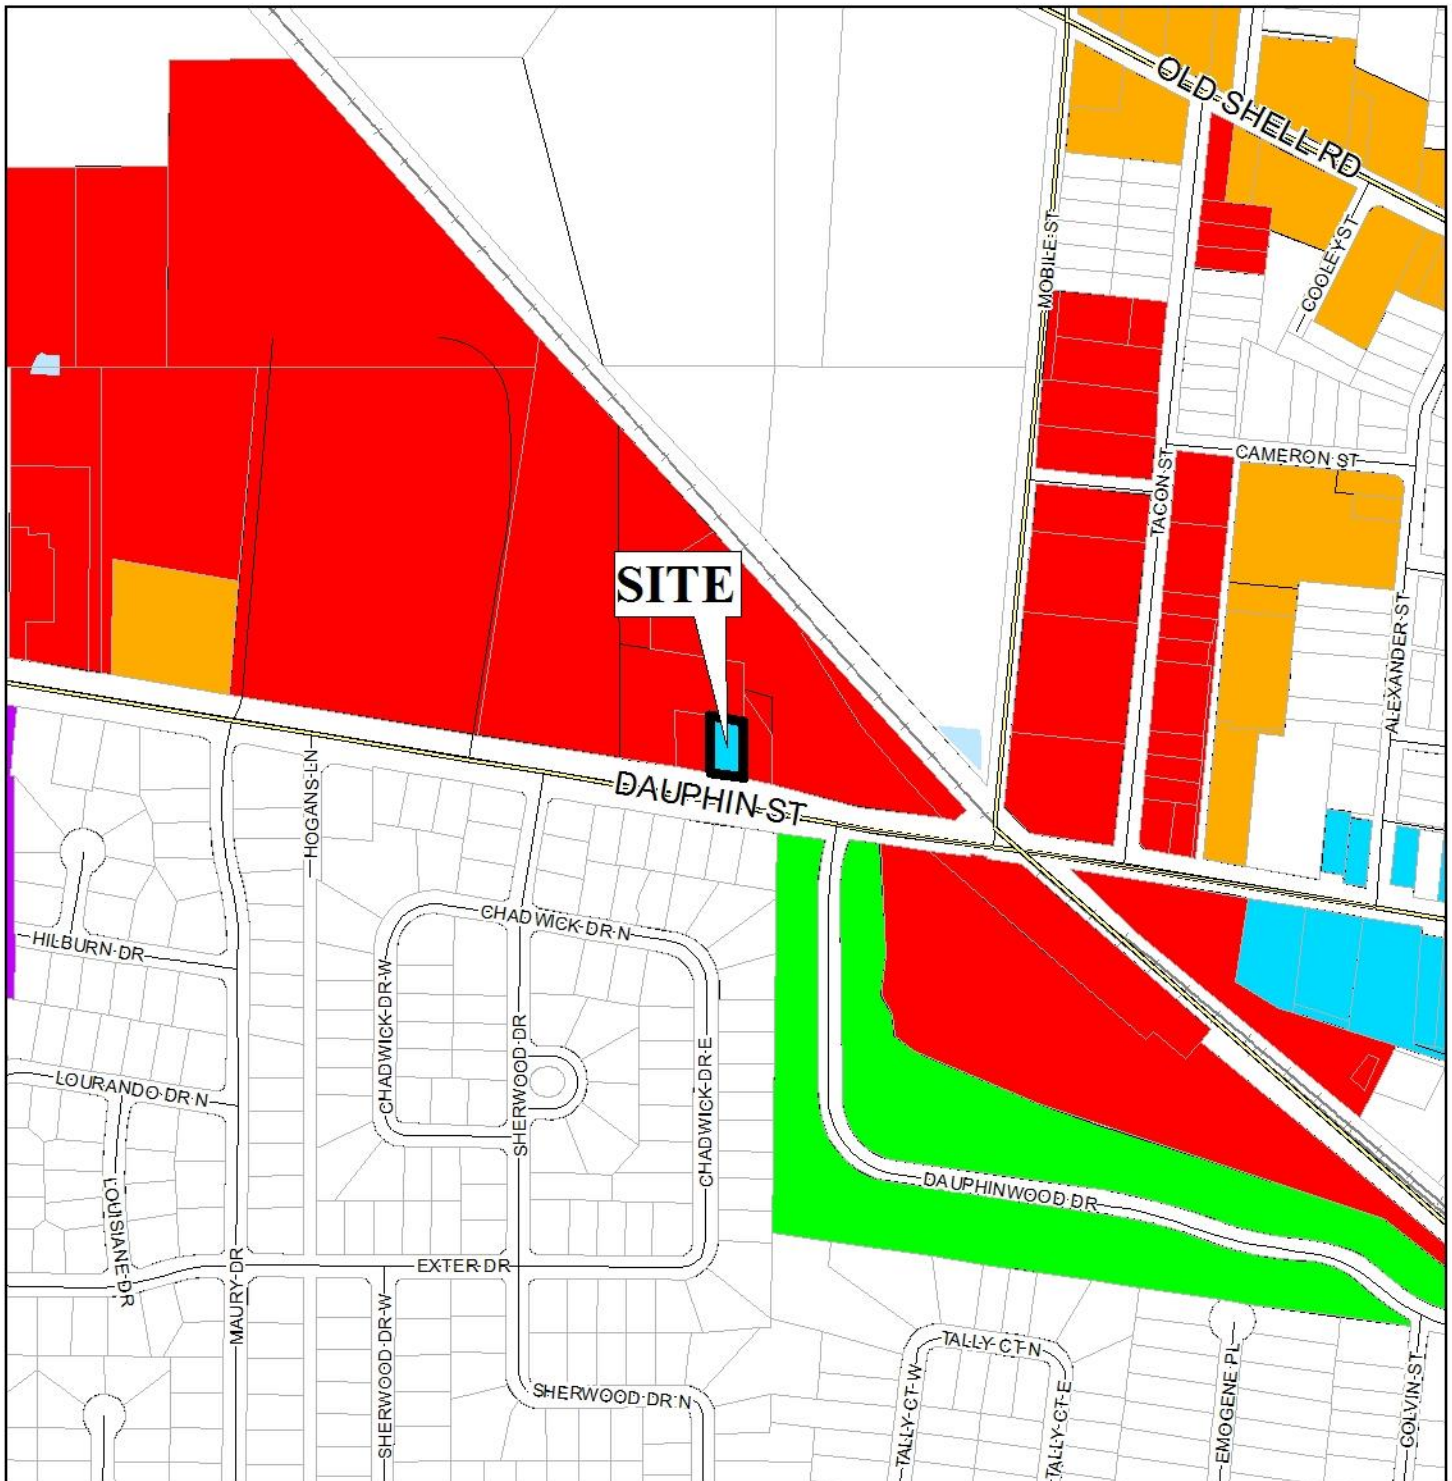 OLD SHELL RD
MOBILE ST
COOLEY ST
CAMERON ST
TACON ST
SITE
ALEXANDER ST
DAUPHIN ST
HOGANS LN
CHADWICK DR N
HILBURN DR
CHADWICK DR W
SHERWOOD DR
CHADWICK DR E
LOURANDO DR N
LOUISIANE DR
DAUPHINWOOD DR
EXTER DR
MAURY DR
SHERWOOD DR W
TALLY CT N
SHERWOOD DR N
TALLY CT W
TALLY CT E
EMOGENE PL
COLVIN ST